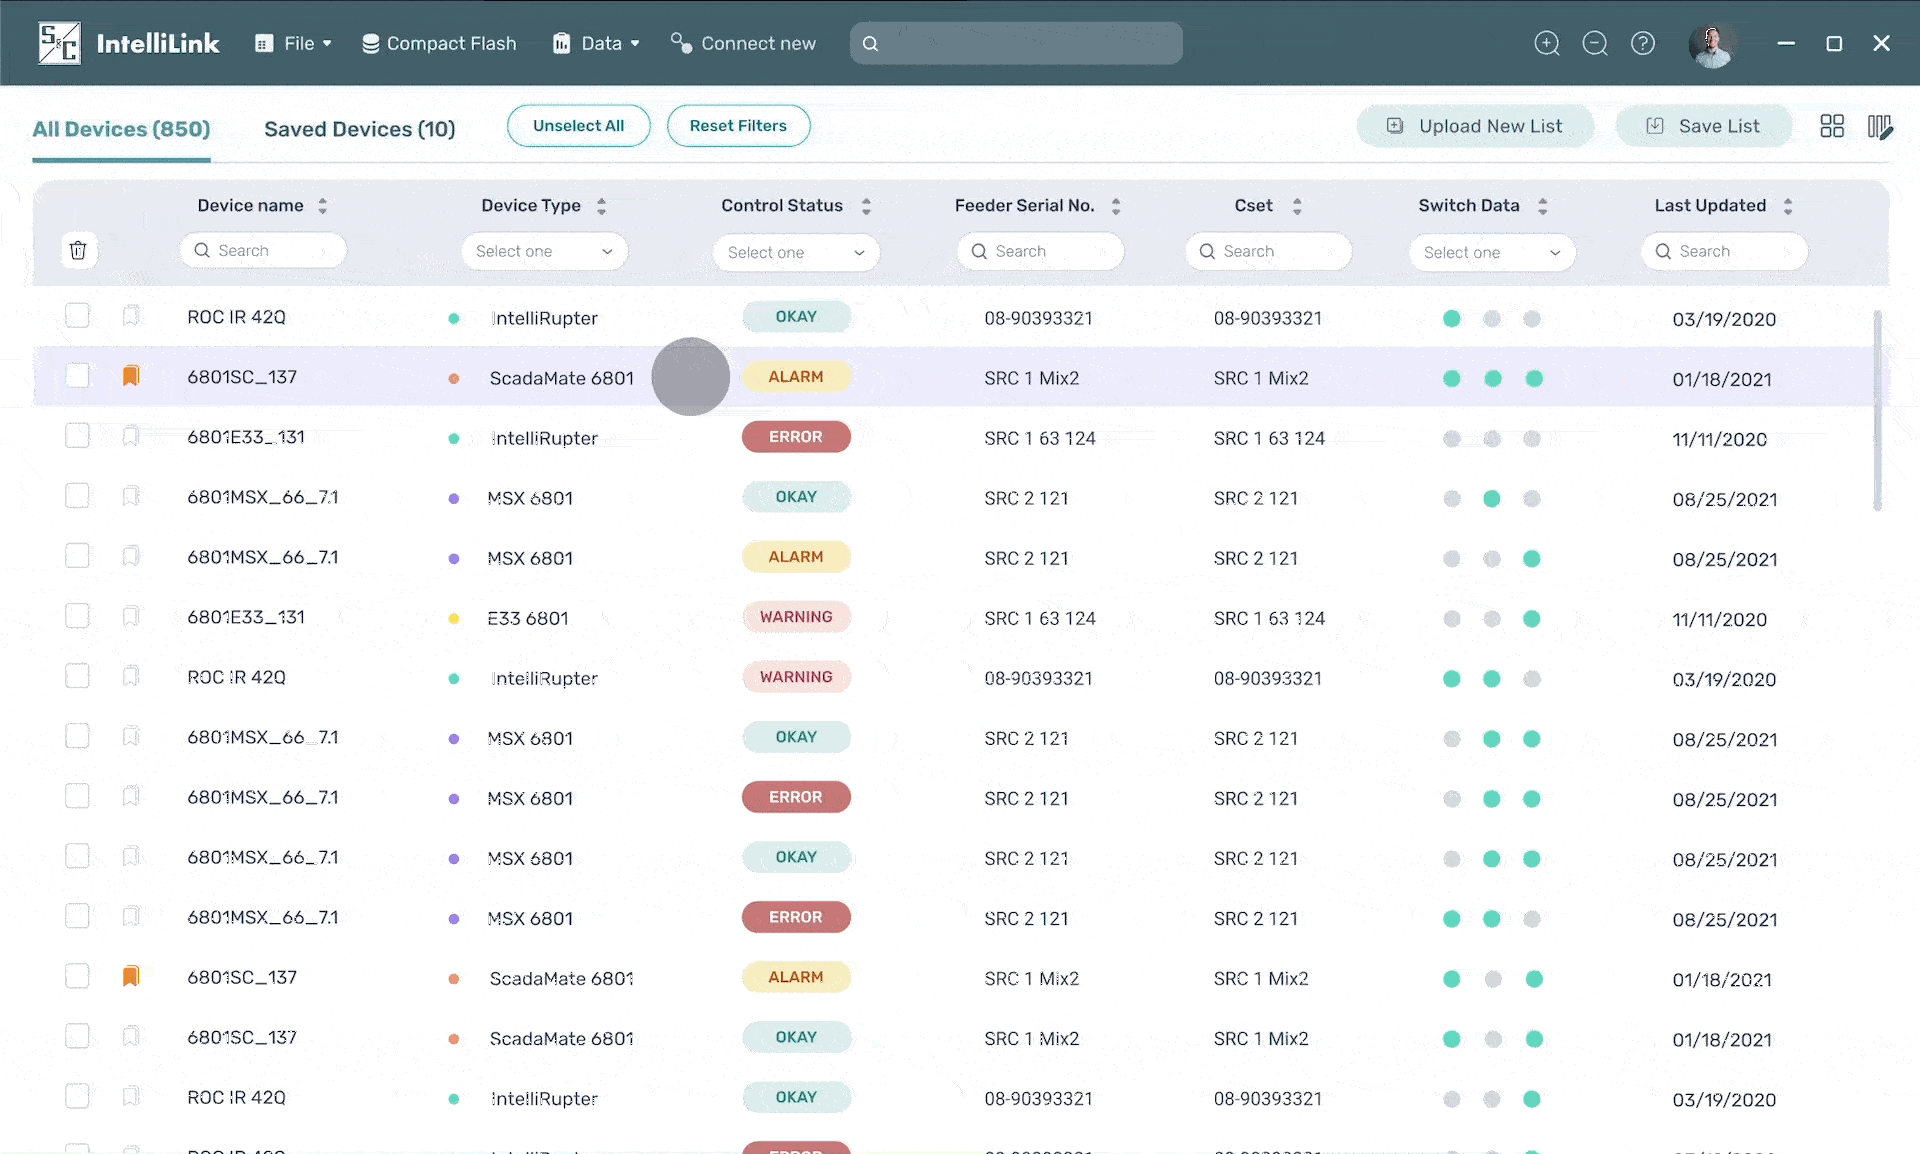 S&C IntelliLink File Compact Flash Data Connect new
All Devices (850) Saved Devices (10) Unselect All Reset Filters Upload New List Save List
Device name Device Type Control Status Feeder Serial No. Cset Switch Data Last Updated
Search Select one Select one Search Search Select one Search
ROC IR 42Q IntelliRupter OKAY 08-90393321 08-90393321 03/19/2020
6801SC_137 ScadaMate 6801 ALARM SRC 1 Mix2 SRC 1 Mix2 01/18/2021
6801E33_131 IntelliRupter ERROR SRC 1 63 124 SRC 1 63 124 11/11/2020
6801MSX_66_7.1 MSX 6801 OKAY SRC 2 121 SRC 2 121 08/25/2021
6801MSX_66_7.1 MSX 6801 ALARM SRC 2 121 SRC 2 121 08/25/2021
6801E33_131 E33 6801 WARNING SRC 1 63 124 SRC 1 63 124 11/11/2020
ROC IR 42Q IntelliRupter WARNING 08-90393321 08-90393321 03/19/2020
6801MSX_66_7.1 MSX 6801 OKAY SRC 2 121 SRC 2 121 08/25/2021
6801MSX_66_7.1 MSX 6801 ERROR SRC 2 121 SRC 2 121 08/25/2021
6801MSX_66_7.1 MSX 6801 OKAY SRC 2 121 SRC 2 121 08/25/2021
6801MSX_66_7.1 MSX 6801 ERROR SRC 2 121 SRC 2 121 08/25/2021
6801SC_137 ScadaMate 6801 ALARM SRC 1 Mix2 SRC 1 Mix2 01/18/2021
6801SC_137 ScadaMate 6801 OKAY SRC 1 Mix2 SRC 1 Mix2 01/18/2021
ROC IR 42Q IntelliRupter OKAY 08-90393321 08-90393321 03/19/2020